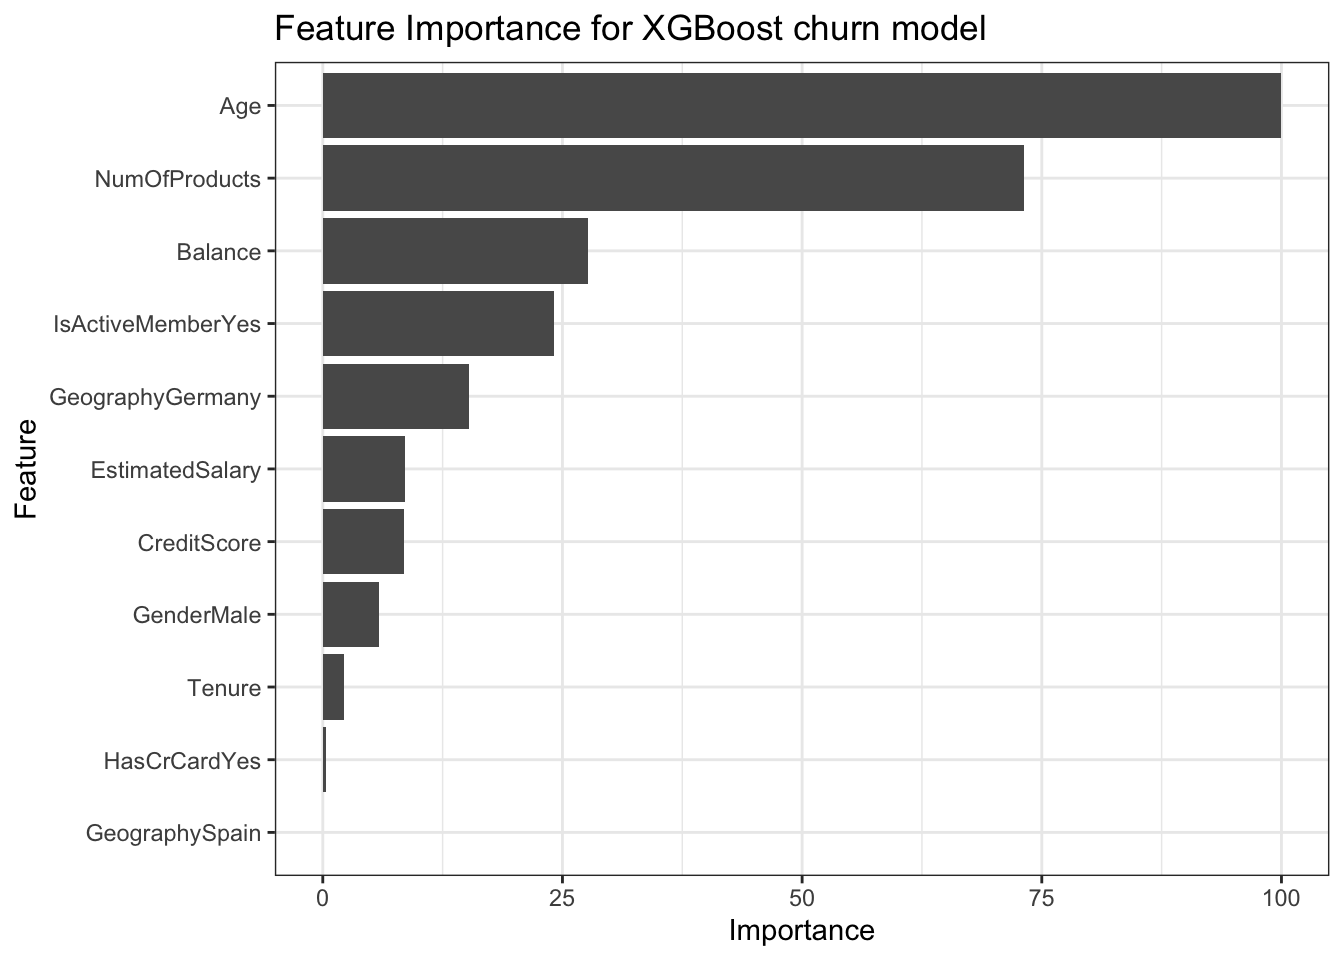 Feature Importance for XGBoost churn model
Feature
Age
NumOfProducts
Balance
IsActiveMemberYes
GeographyGermany
EstimatedSalary
CreditScore
GenderMale
Tenure
HasCrCardYes
GeographySpain
0 25 50 75 100
Importance